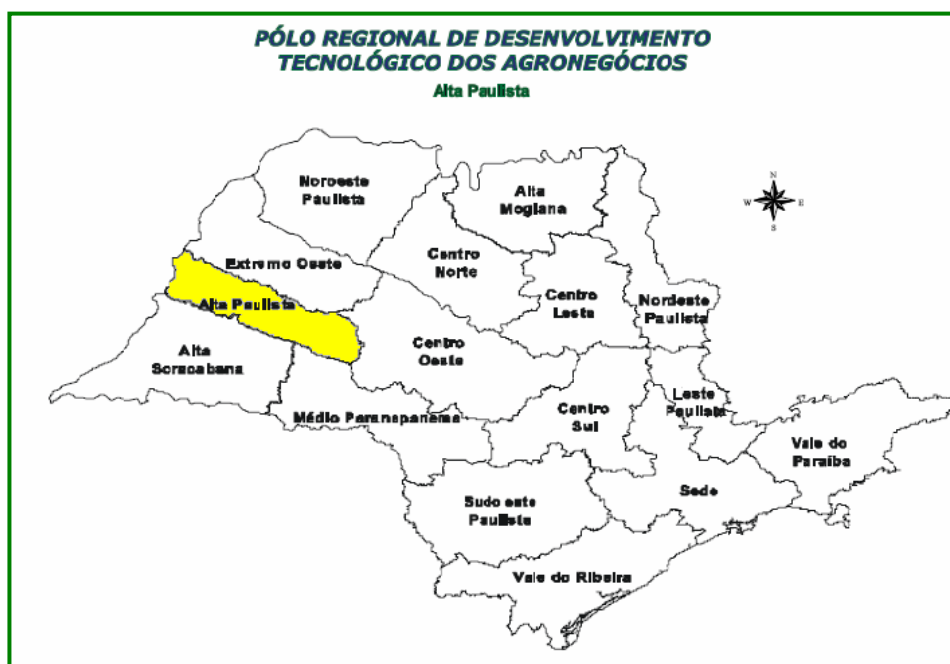 PÓLO REGIONAL DE DESENVOLVIMENTO
TECNOLÓGICO DOS AGRONEGÓCIOS
Alta Paulista
Noroeste
Paulista
Alta
Mogiana
N
W
E
S
Extremo Oeste
Centro
Norte
Alta Paulista
Centro
Leste
Nordeste
Paulista
Alta
Sorocabana
Centro
Oeste
Médio Paranapanema
Centro
Sul
Leste
Paulista
Vale do
Paraíba
Sudoeste
Paulista
Sede
Vale do Ribeira